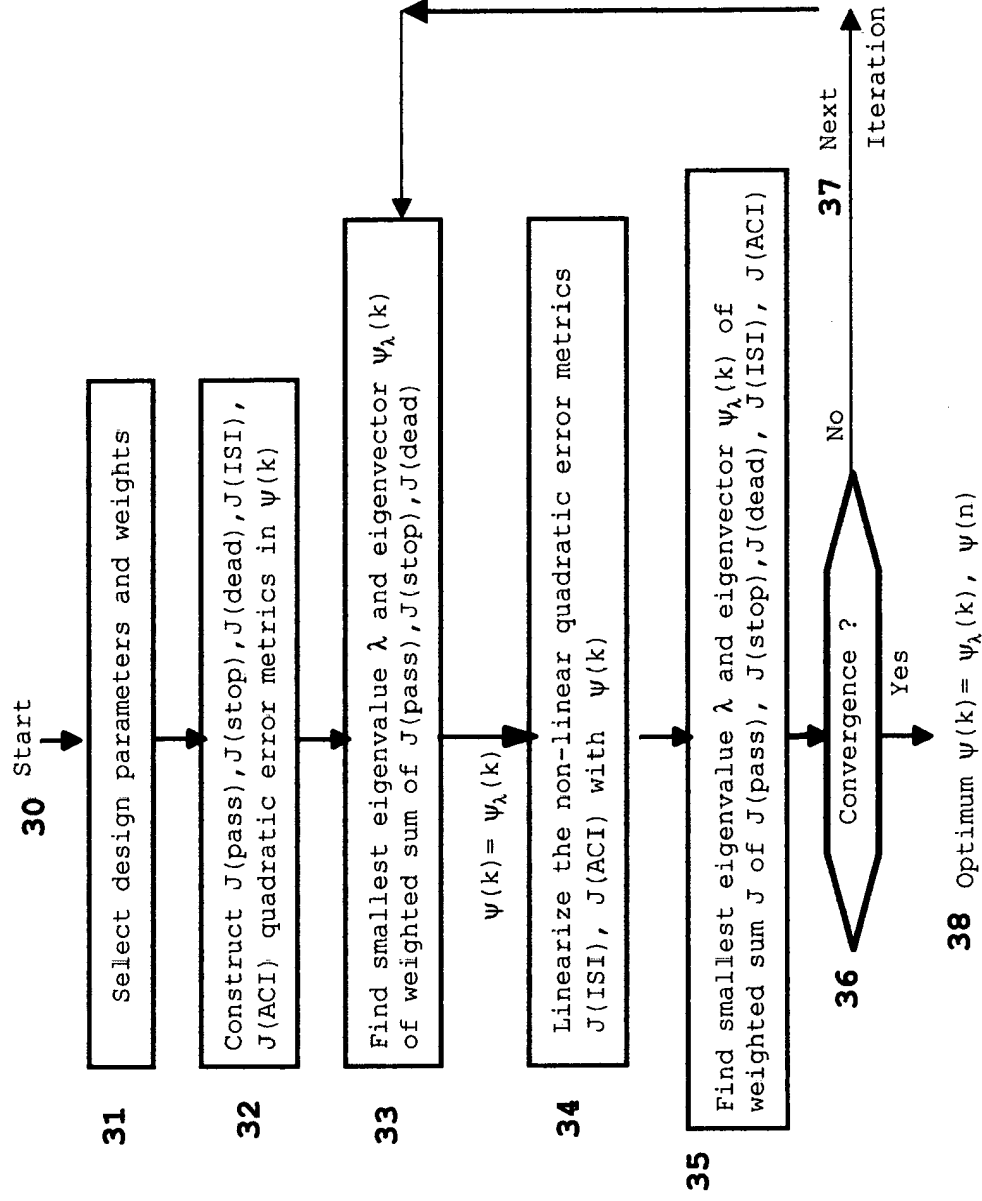 30 Start
31
Select design parameters and weights
32
Construct J(pass),J(stop),J(dead),J(ISI),
J(ACI) quadratic error metrics in ψ(k)
33
Find smallest eigenvalue λ and eigenvector ψλ(k)
of weighted sum of J(pass),J(stop),J(dead)
ψ(k)= ψλ(k)
34
Linearize the non-linear quadratic error metrics
J(ISI), J(ACI) with ψ(k)
35
Find smallest eigenvalue λ and eigenvector ψλ(k) of
weighted sum J of J(pass), J(stop),J(dead), J(ISI), J(ACI)
36
Convergence ?
No
37 Next
Iteration
Yes
38 Optimum ψ(k)= ψλ(k), ψ(n)